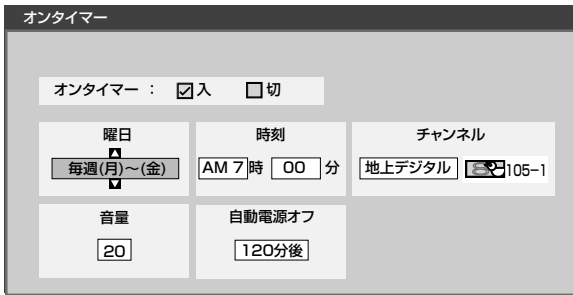 オンタイマー
オンタイマー ： 入 切
曜日 時刻 チャンネル
毎週(月)～(金) AM 7時 00 分 地上デジタル 105-1
音量 自動電源オフ
20 120分後